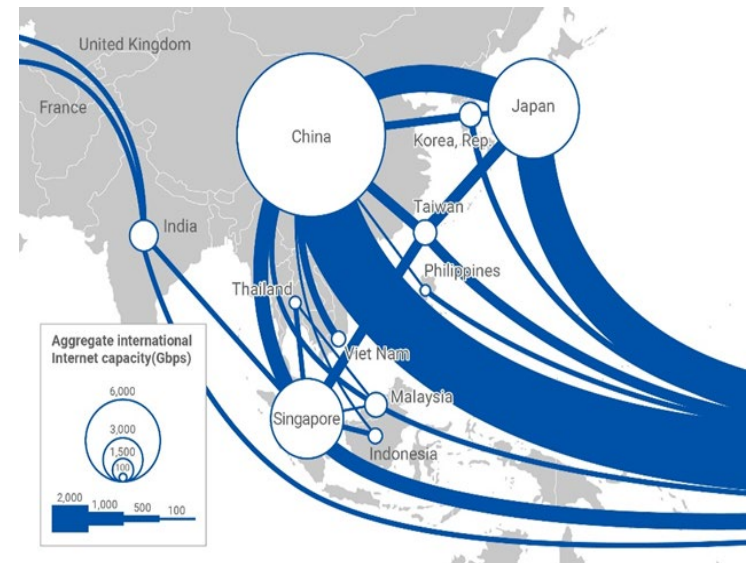 United Kingdom
France
China
Japan
Korea, Rep.
Taiwan
India
Philippines
Thailand
Viet Nam
Malaysia
Singapore
Indonesia
Aggregate international
Internet capacity(Gbps)
6,000
3,000
1,500
100
2,000 1,000 500 100